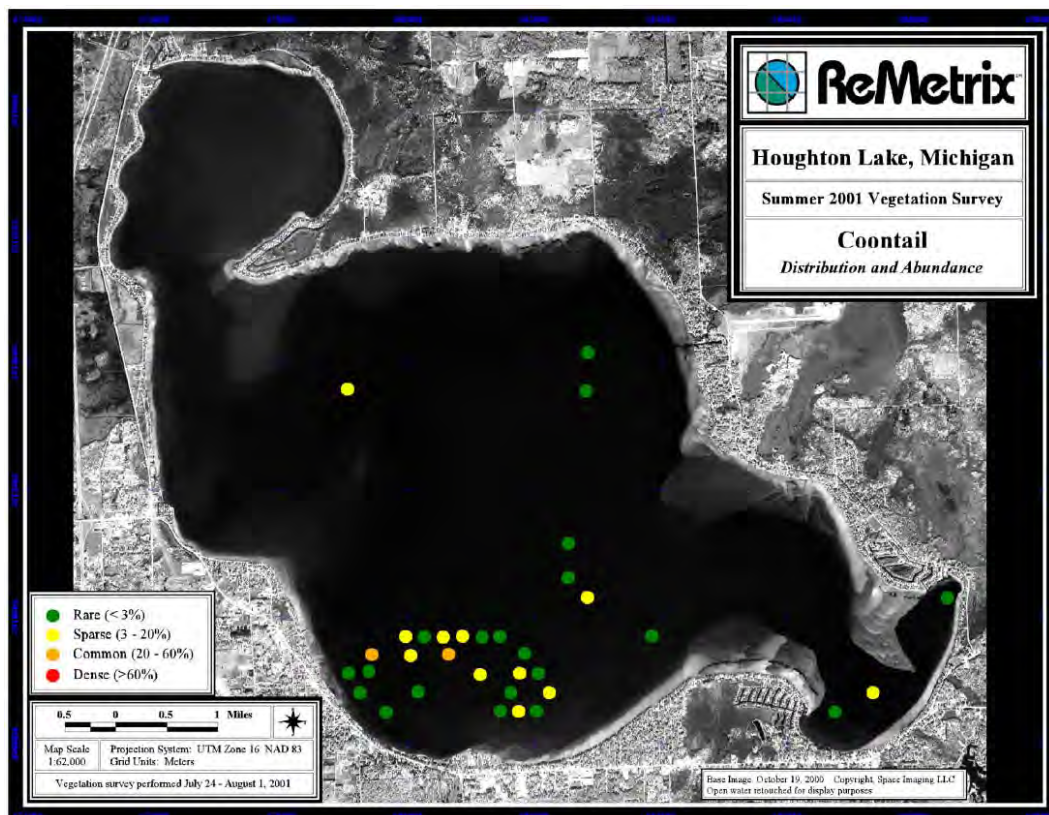 ReMetrix
Houghton Lake, Michigan
Summer 2001 Vegetation Survey
Coontail
Distribution and Abundance
Rare (< 3%)
Sparse (3 - 20%)
Common (20 - 60%)
Dense (>60%)
0.5 0 0.5 1 Miles
Map Scale
1:62,000
Projection System: UTM Zone 16 NAD 83
Grid Units: Meters
Vegetation survey performed July 24 - August 1, 2001
Base Image: October 19, 2000 Copyright, Space Imaging LLC
Open water retouched for display purposes